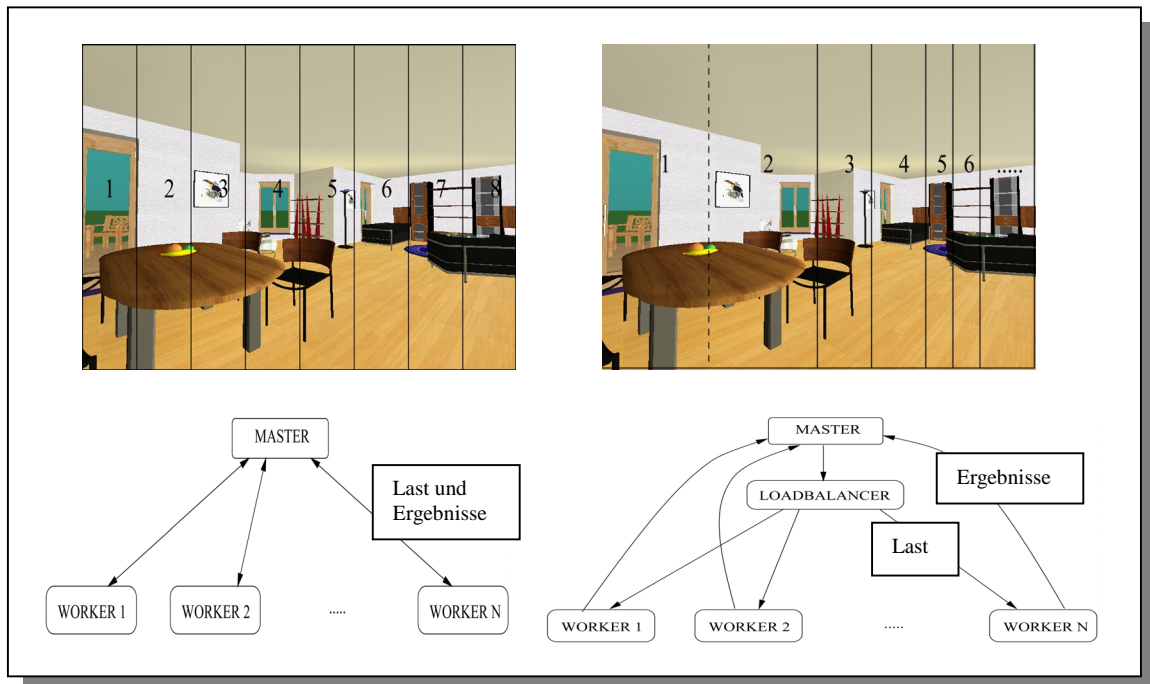 1 2 3 4 5 6 7 8
1 2 3 4 5 6 .....
MASTER
Last und
Ergebnisse
WORKER 1 WORKER 2 ..... WORKER N
MASTER
LOADBALANCER
Ergebnisse
Last
WORKER 1 WORKER 2 ..... WORKER N